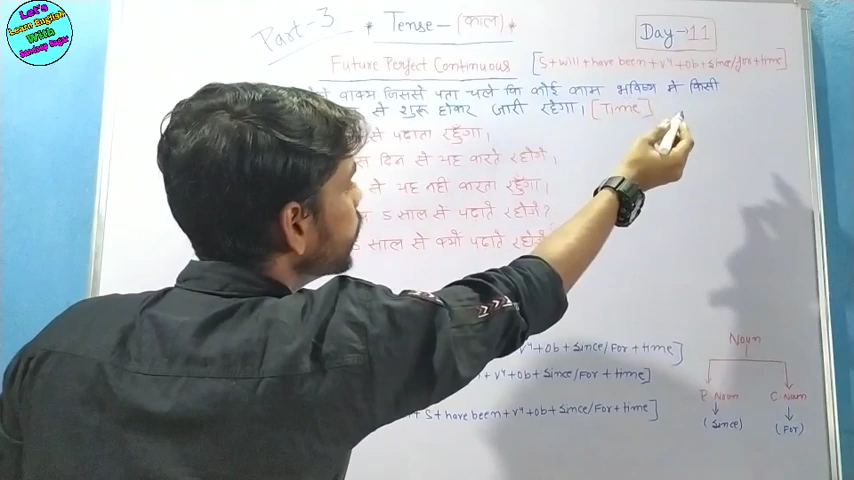 Let's
Learn English
With
Sandeep Sagar
Part-3
* Tense - (काल) *
Day→11
Future Perfect Continuous [S+will+have been+v⁴+ob+since/for+time]
वाक्य जिससे पता चले कि कोई काम भविष्य में किसी
से शुरू होकर जारी रहेगा। [Time]
से पढ़ाता रहूँगा।
दिन से यह करते रहोगे।
से यह नहीं करता रहूँगा।
5 साल से पढ़ाते रहोगे?
साल से क्यों पढ़ाते रहोगे?
v⁴+ob+since/For+time]
+v⁴+ob+since/For+time]
+S+have been+v⁴+ob+since/For+time]
Noun
P.Noun C.Noun
(since) (For)